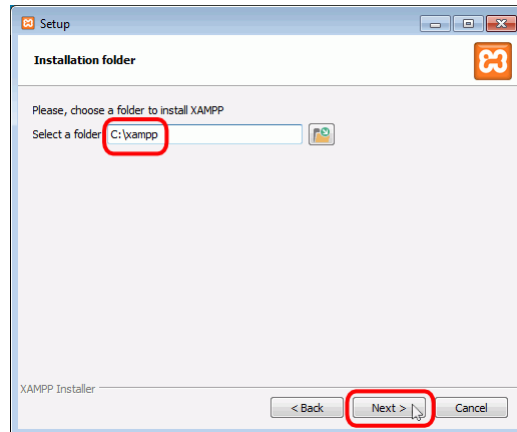 Setup
Installation folder
Please, choose a folder to install XAMPP
Select a folder C:\xampp
XAMPP Installer
< Back Next > Cancel